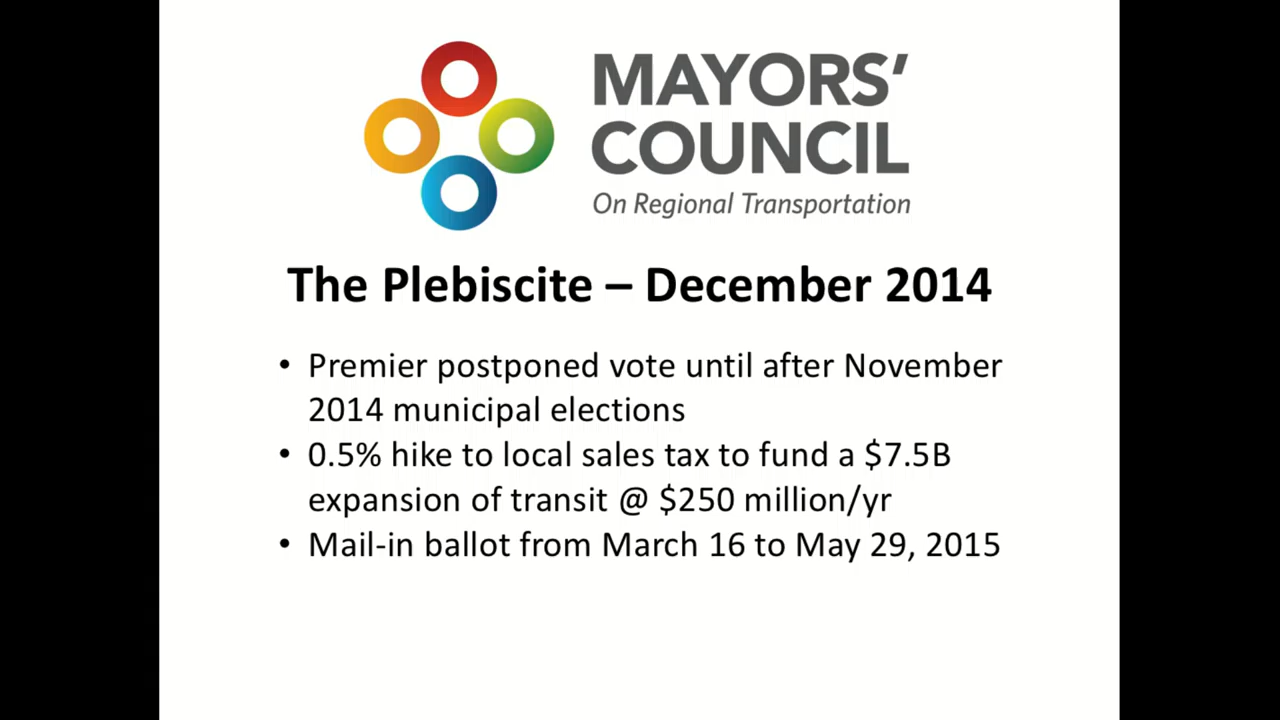 MAYORS’
COUNCIL
On Regional Transportation
The Plebiscite – December 2014
• Premier postponed vote until after November
2014 municipal elections
• 0.5% hike to local sales tax to fund a $7.5B
expansion of transit @ $250 million/yr
• Mail-in ballot from March 16 to May 29, 2015